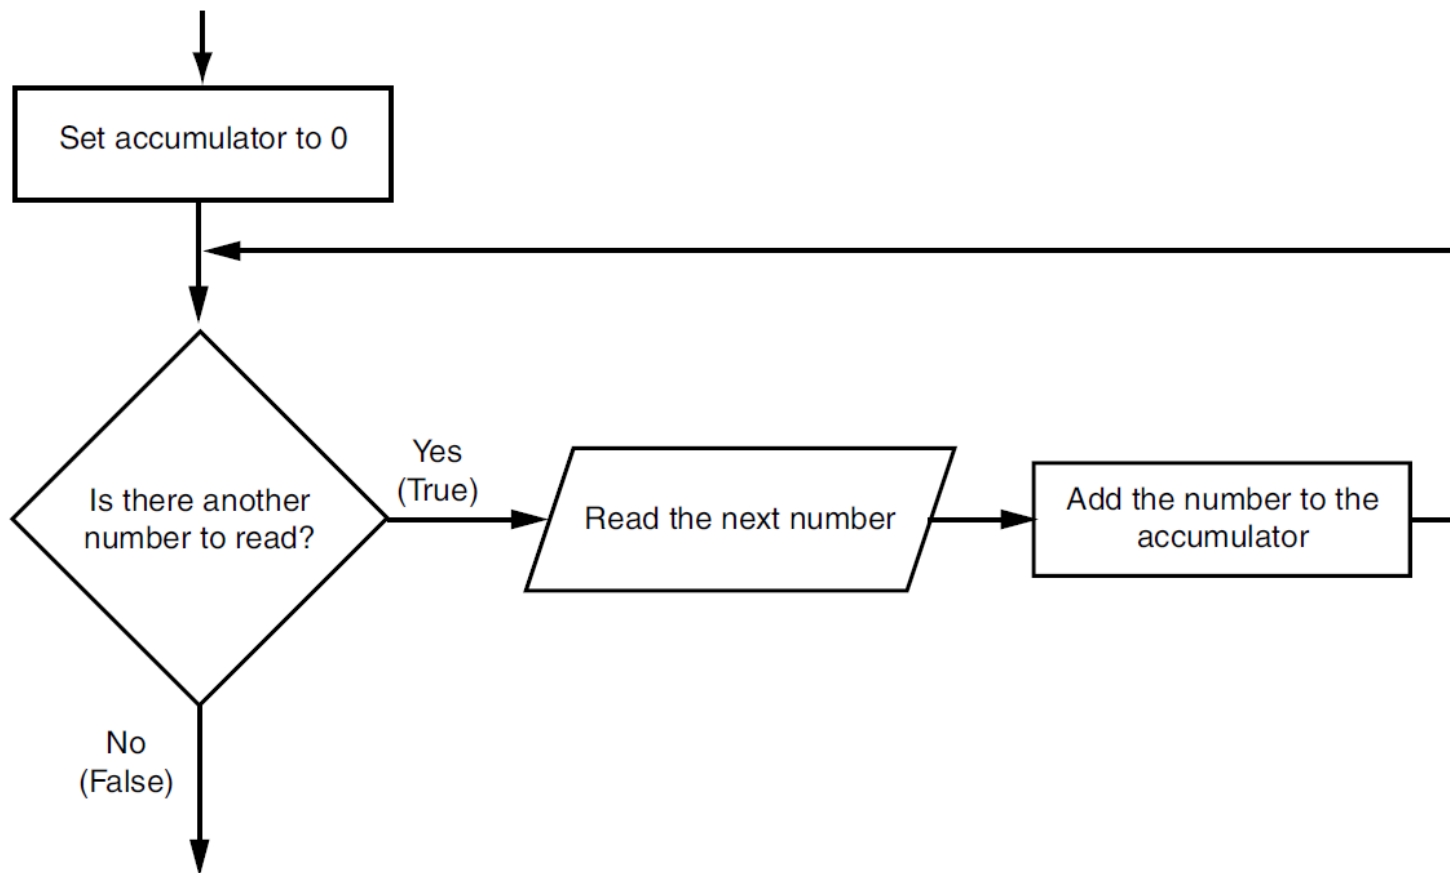 Set accumulator to 0
Yes
(True)
Is there another
number to read?
Read the next number
Add the number to the
accumulator
No
(False)